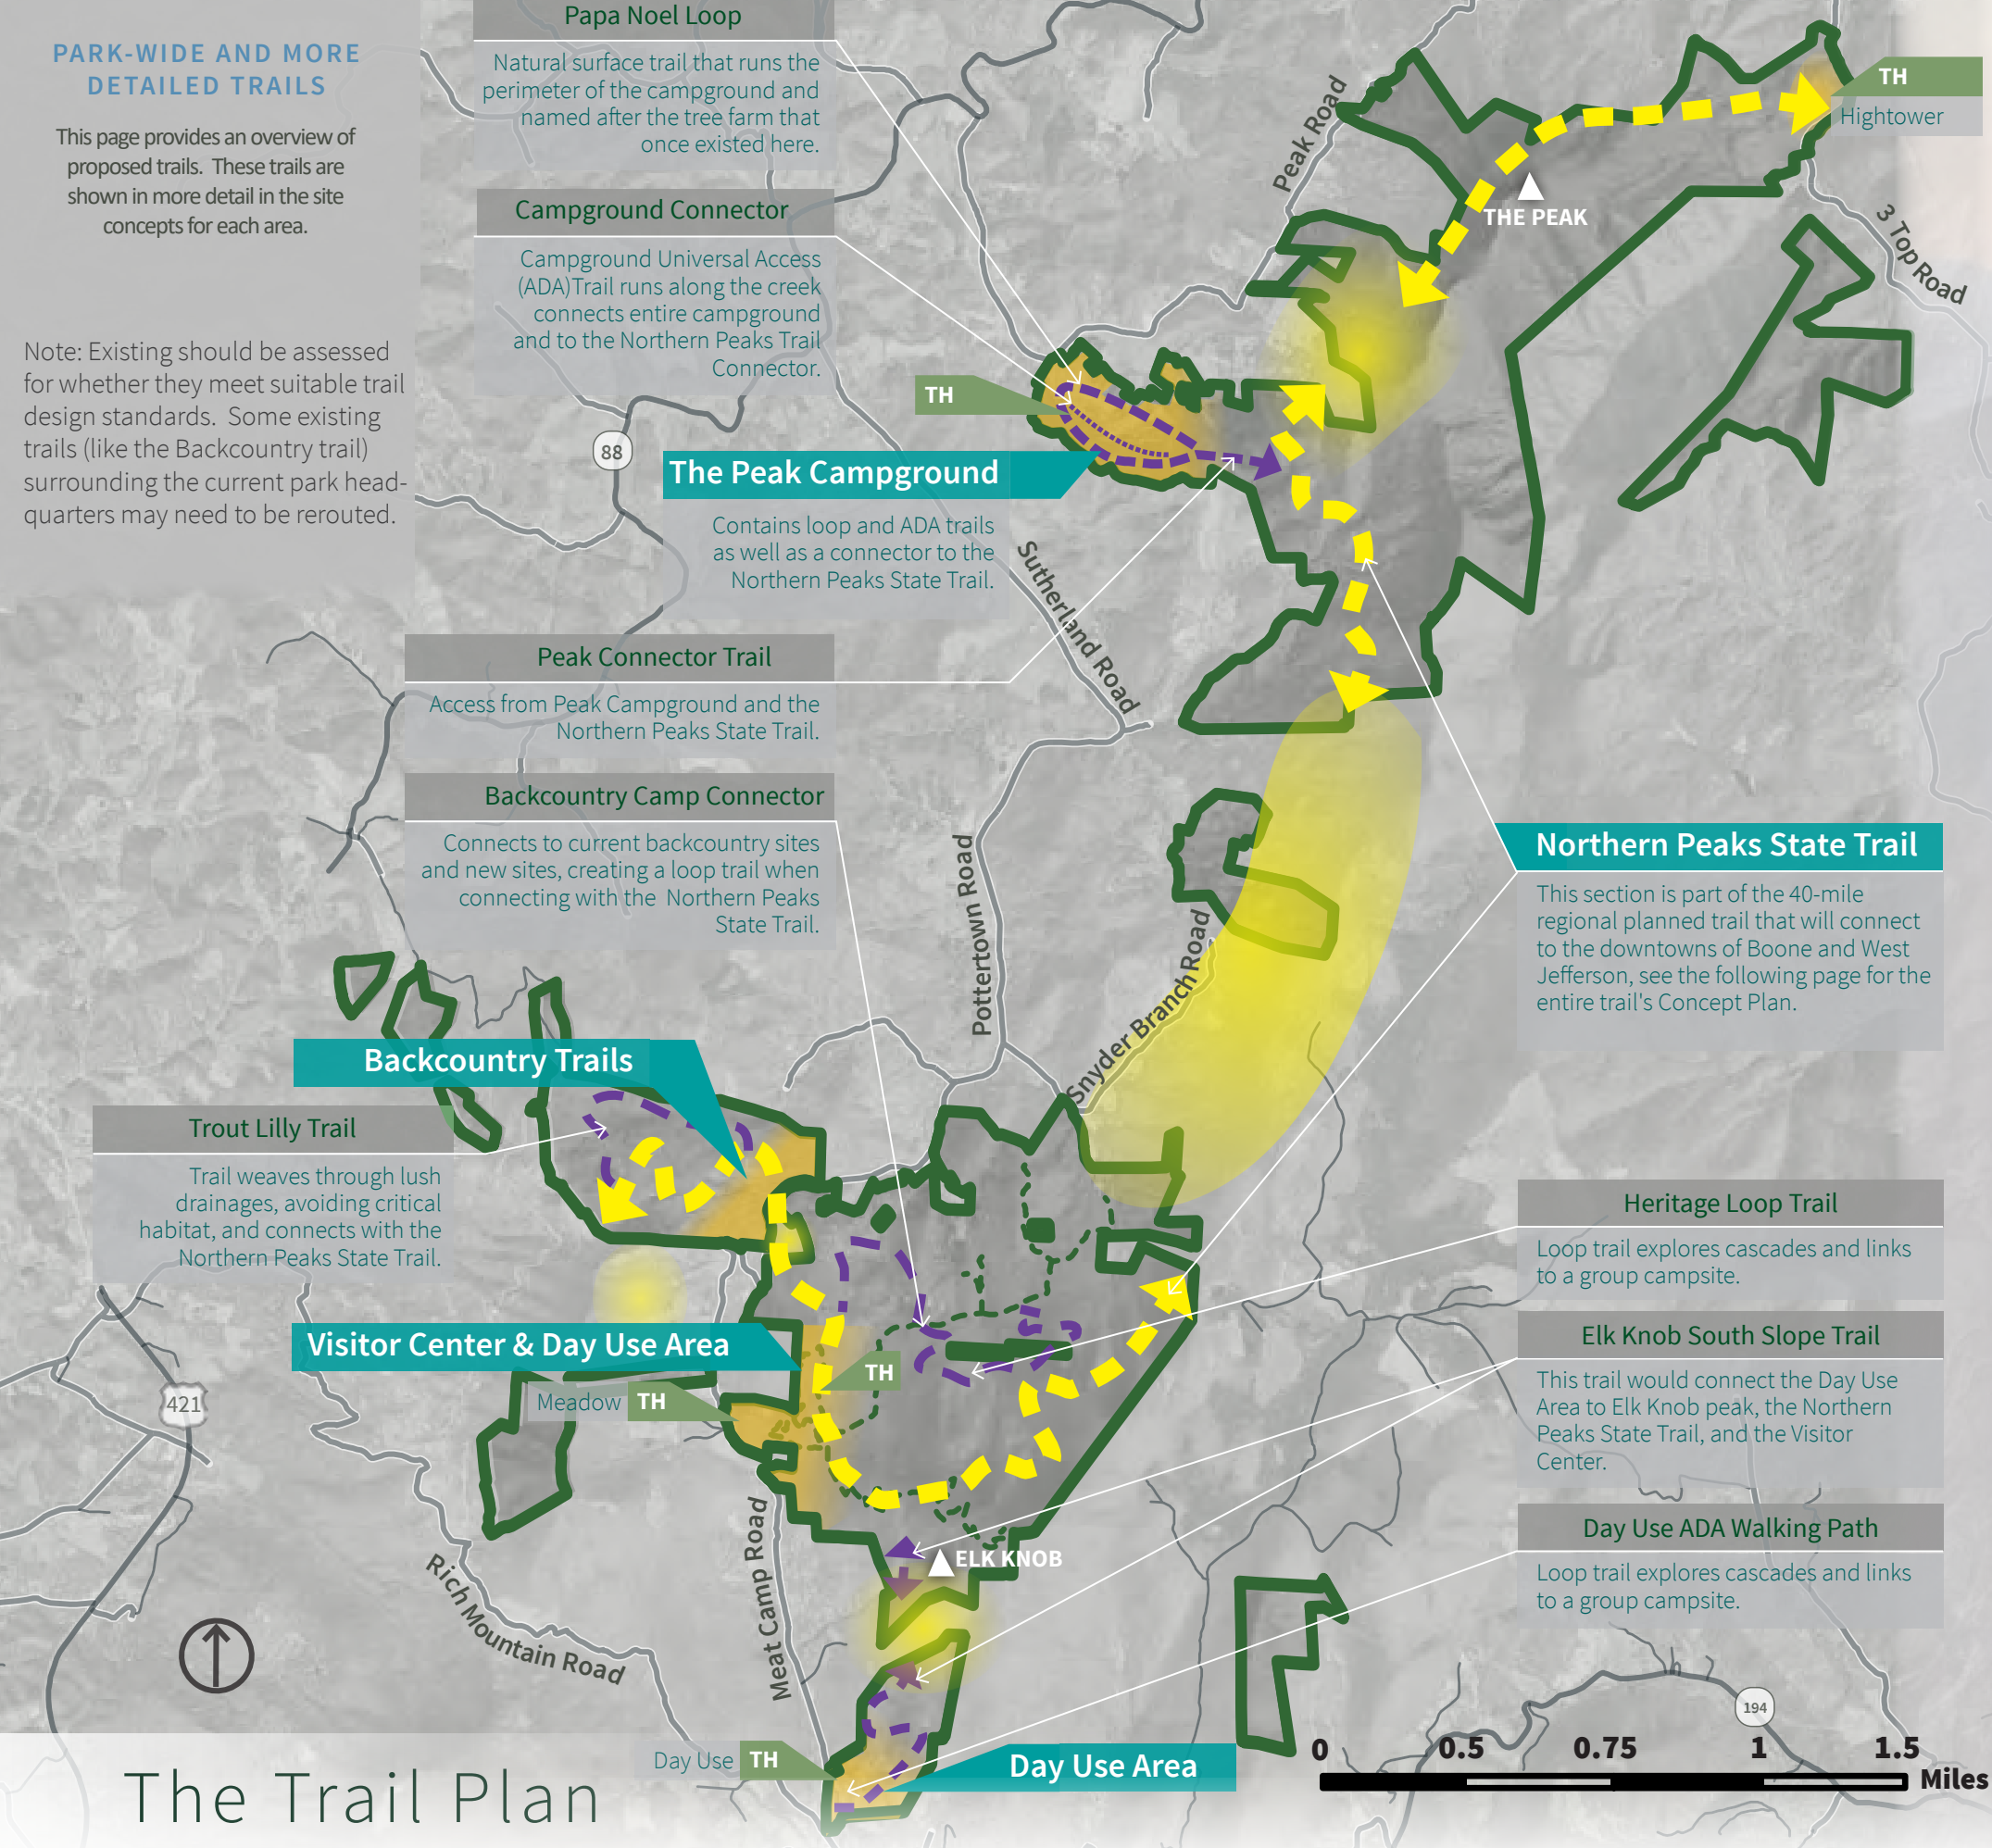 PARK-WIDE AND MORE
DETAILED TRAILS
This page provides an overview of
proposed trails. These trails are
shown in more detail in the site
concepts for each area.
Note: Existing should be assessed
for whether they meet suitable trail
design standards. Some existing
trails (like the Backcountry trail)
surrounding the current park head-
quarters may need to be rerouted.
Papa Noel Loop
Natural surface trail that runs the
perimeter of the campground and
named after the tree farm that
once existed here.
Campground Connector
Campground Universal Access
(ADA)Trail runs along the creek
connects entire campground
and to the Northern Peaks Trail
Connector.
TH
88
The Peak Campground
Contains loop and ADA trails
as well as a connector to the
Northern Peaks State Trail.
Peak Connector Trail
Access from Peak Campground and the
Northern Peaks State Trail.
Backcountry Camp Connector
Connects to current backcountry sites
and new sites, creating a loop trail when
connecting with the Northern Peaks
State Trail.
Peak Road
TH
Hightower
THE PEAK
3 Top Road
Sutherland Road
Pottertown Road
Snyder Branch Road
Northern Peaks State Trail
This section is part of the 40-mile
regional planned trail that will connect
to the downtowns of Boone and West
Jefferson, see the following page for the
entire trail's Concept Plan.
Backcountry Trails
Trout Lilly Trail
Trail weaves through lush
drainages, avoiding critical
habitat, and connects with the
Northern Peaks State Trail.
Heritage Loop Trail
Loop trail explores cascades and links
to a group campsite.
Elk Knob South Slope Trail
This trail would connect the Day Use
Area to Elk Knob peak, the Northern
Peaks State Trail, and the Visitor
Center.
Day Use ADA Walking Path
Loop trail explores cascades and links
to a group campsite.
Visitor Center & Day Use Area
TH
Meadow TH
421
ELK KNOB
Meat Camp Road
Rich Mountain Road
194
Day Use TH
Day Use Area
0 0.5 0.75 1 1.5
Miles
The Trail Plan